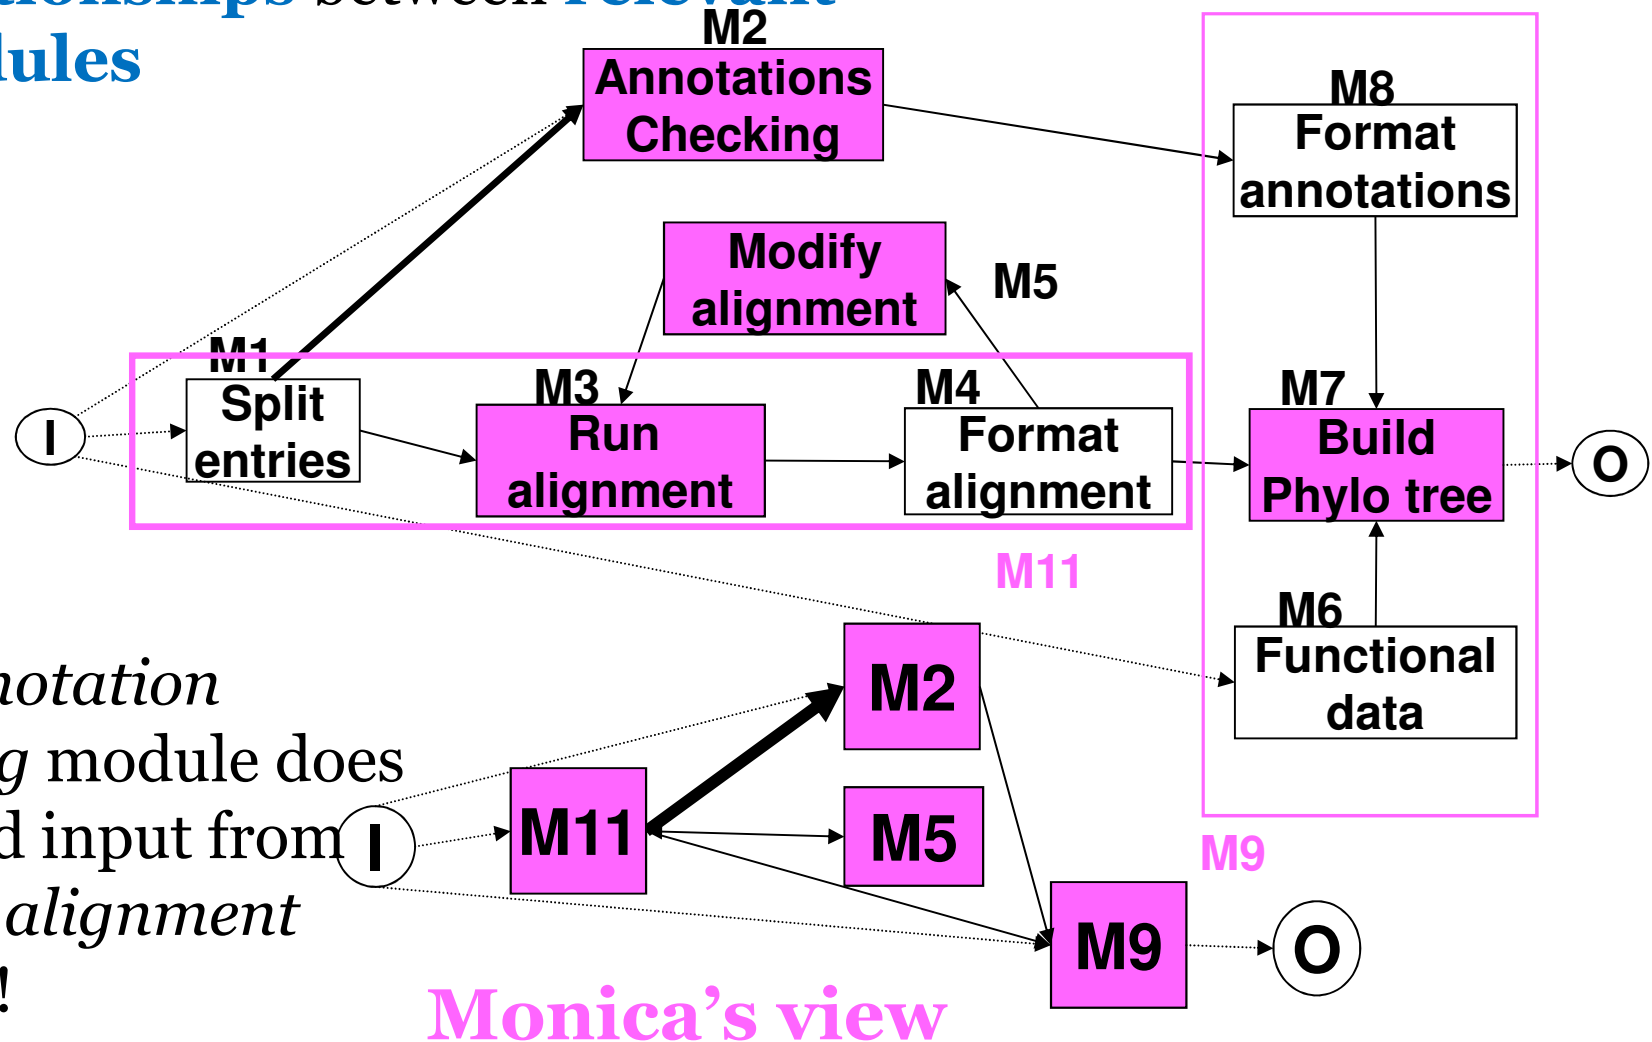 between
M2
Annotations
Checking
M8
Format
annotations
Modify
alignment
M5
M1
Split
entries
M3
Run
alignment
M4
Format
alignment
M7
Build
Phylo tree
I
O
M11
M6
Functional
data
M2
module does
input from
I
M11
M5
M9
alignment
!
M9
O
Monica’s view